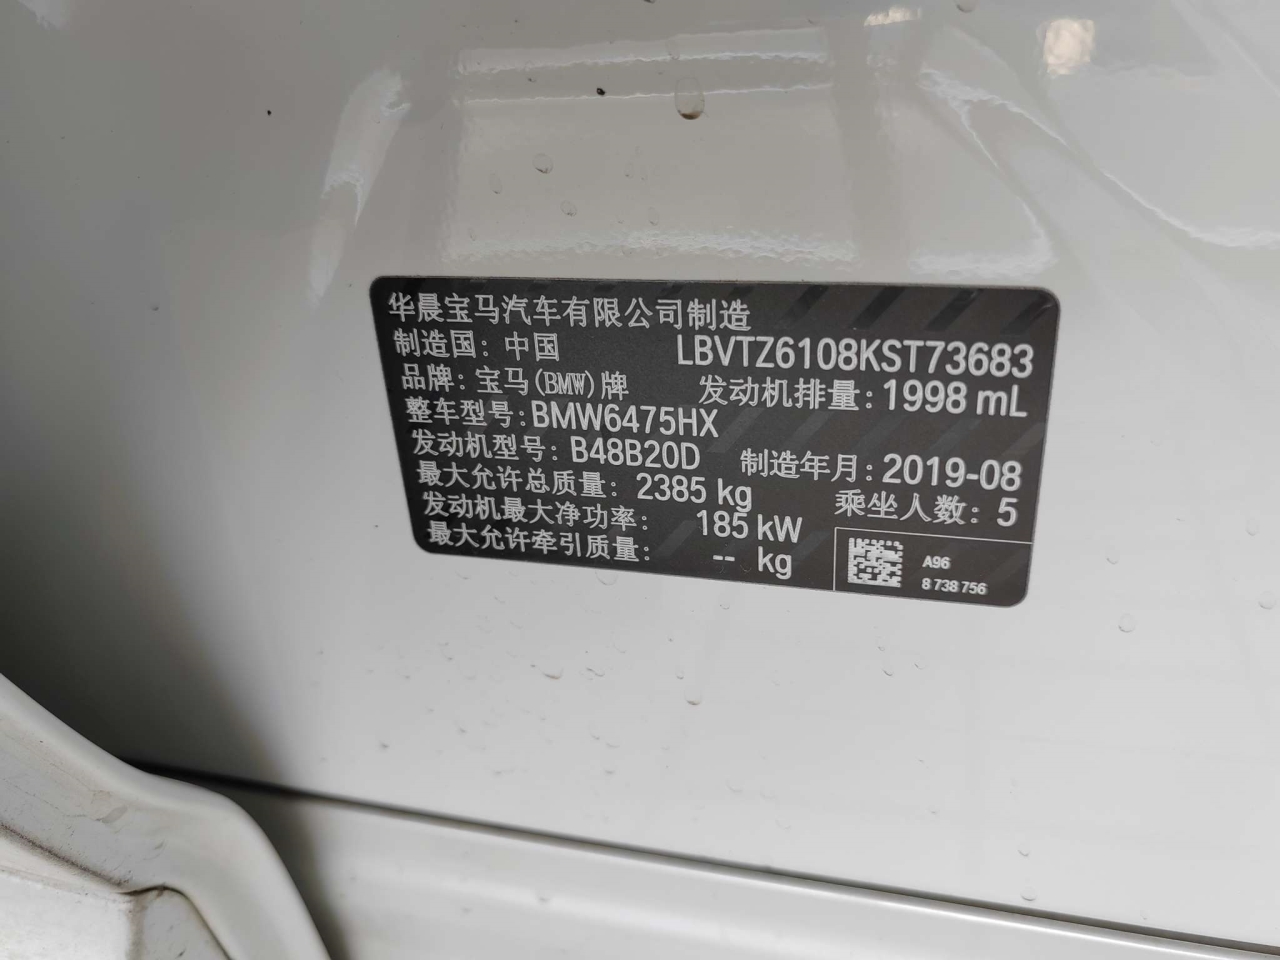 华晨宝马汽车有限公司制造
制造国：中国 LBVTZ6108KST73683
品牌：宝马(BMW)牌 发动机排量：1998 mL
整车型号：BMW6475HX
发动机型号：B48B20D 制造年月：2019-08
最大允许总质量：2385 kg 乘坐人数：5
发动机最大净功率：185 kW
最大允许牵引质量：-- kg
A96
8 738 756